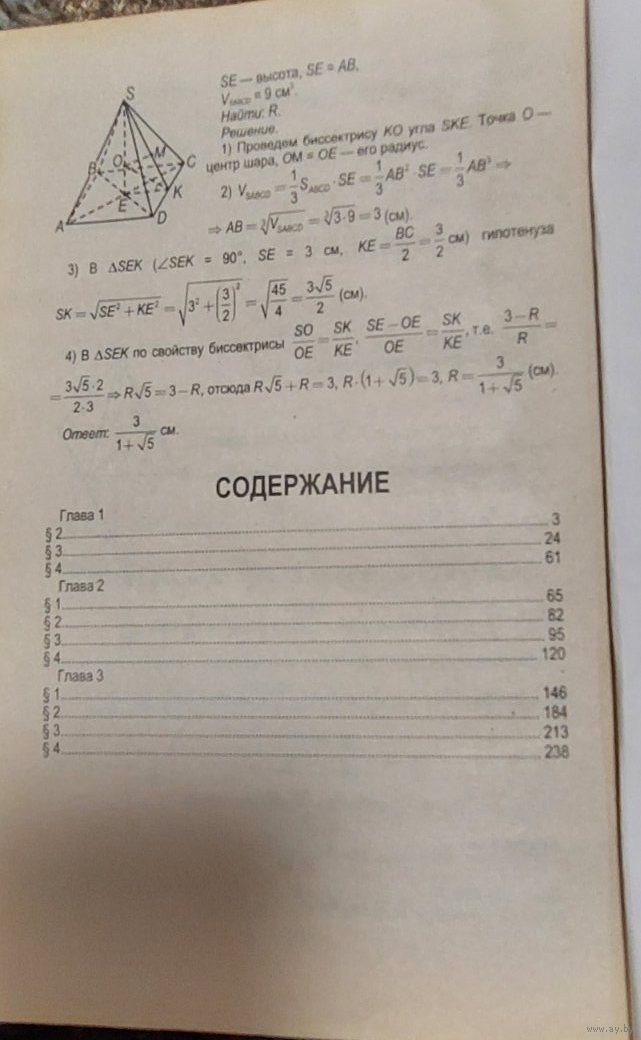 SE — высота, SE = AB,
V_SABCD = 9 см³.
Найти: R.
Решение.
1) Проведем биссектрису KO угла SKE. Точка O —
центр шара, OM = OE — его радиус.
2) V_SABCD = 1/3 S_ABCD · SE = 1/3 AB² · SE = 1/3 AB³ ⇒
⇒ AB = ∛V_SABCD = ∛(3·9) = 3 (см).
3) В ΔSEK (∠SEK = 90°, SE = 3 см, KE = BC/2 = 3/2 см) гипотенуза
SK = √(SE² + KE²) = √(3² + (3/2)²) = √(45/4) = 3√5/2 (см).
4) В ΔSEK по свойству биссектрисы SO/OE = SK/KE, (SE − OE)/OE = SK/KE, т.е. (3 − R)/R =
= 3√5·2/2·3 ⇒ R√5 = 3 − R, отсюда R√5 + R = 3, R·(1 + √5) = 3, R = 3/(1 + √5) (см).
Ответ: 3/(1 + √5) см.
S
B
O
M
C
E
K
A
D
СОДЕРЖАНИЕ
Глава 1
§ 2 3
§ 3 24
§ 4 61
Глава 2
§ 1 65
§ 2 82
§ 3 95
§ 4 120
Глава 3
§ 1 146
§ 2 184
§ 3 213
§ 4 238
www.ay.by